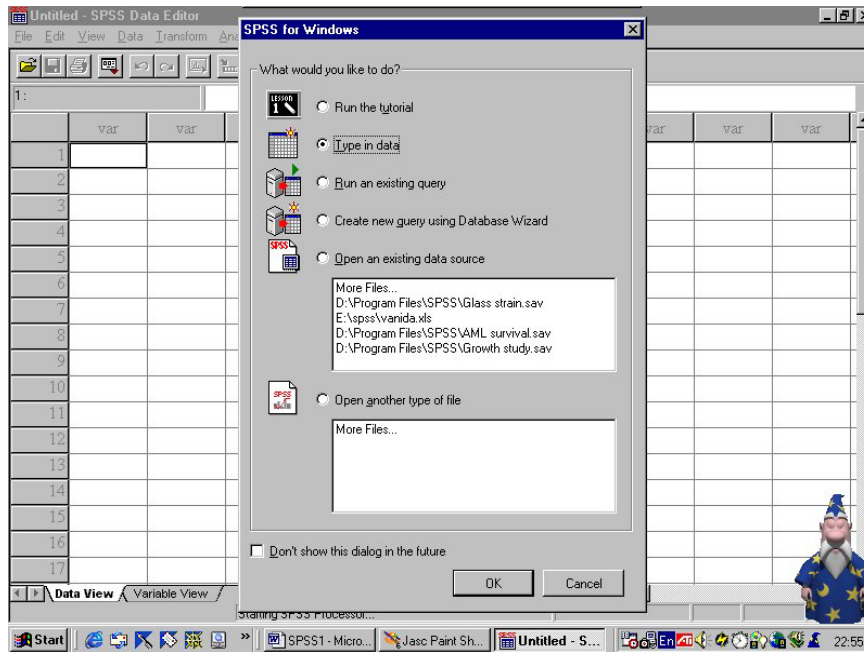 Untitled - SPSS Data Editor
File Edit View Data Transform
1:
var var var var var
1
2
3
4
5
6
7
8
9
10
11
12
13
14
15
16
17
Data View Variable View
SPSS for Windows
What would you like to do?
LESSON 1
Run the tutorial
Type in data
Run an existing query
Create new query using Database Wizard
SPSS
Open an existing data source
More Files...
D:\Program Files\SPSS\Glass strain.sav
E:\spss\vanida.xls
D:\Program Files\SPSS\AML survival.sav
D:\Program Files\SPSS\Growth study.sav
SPSS
Open another type of file
More Files...
Don't show this dialog in the future
OK Cancel
Starting SPSS Processor...
Start » SPSS1 - Micro... Jasc Paint Sh... Untitled - S... En ATI 22:55